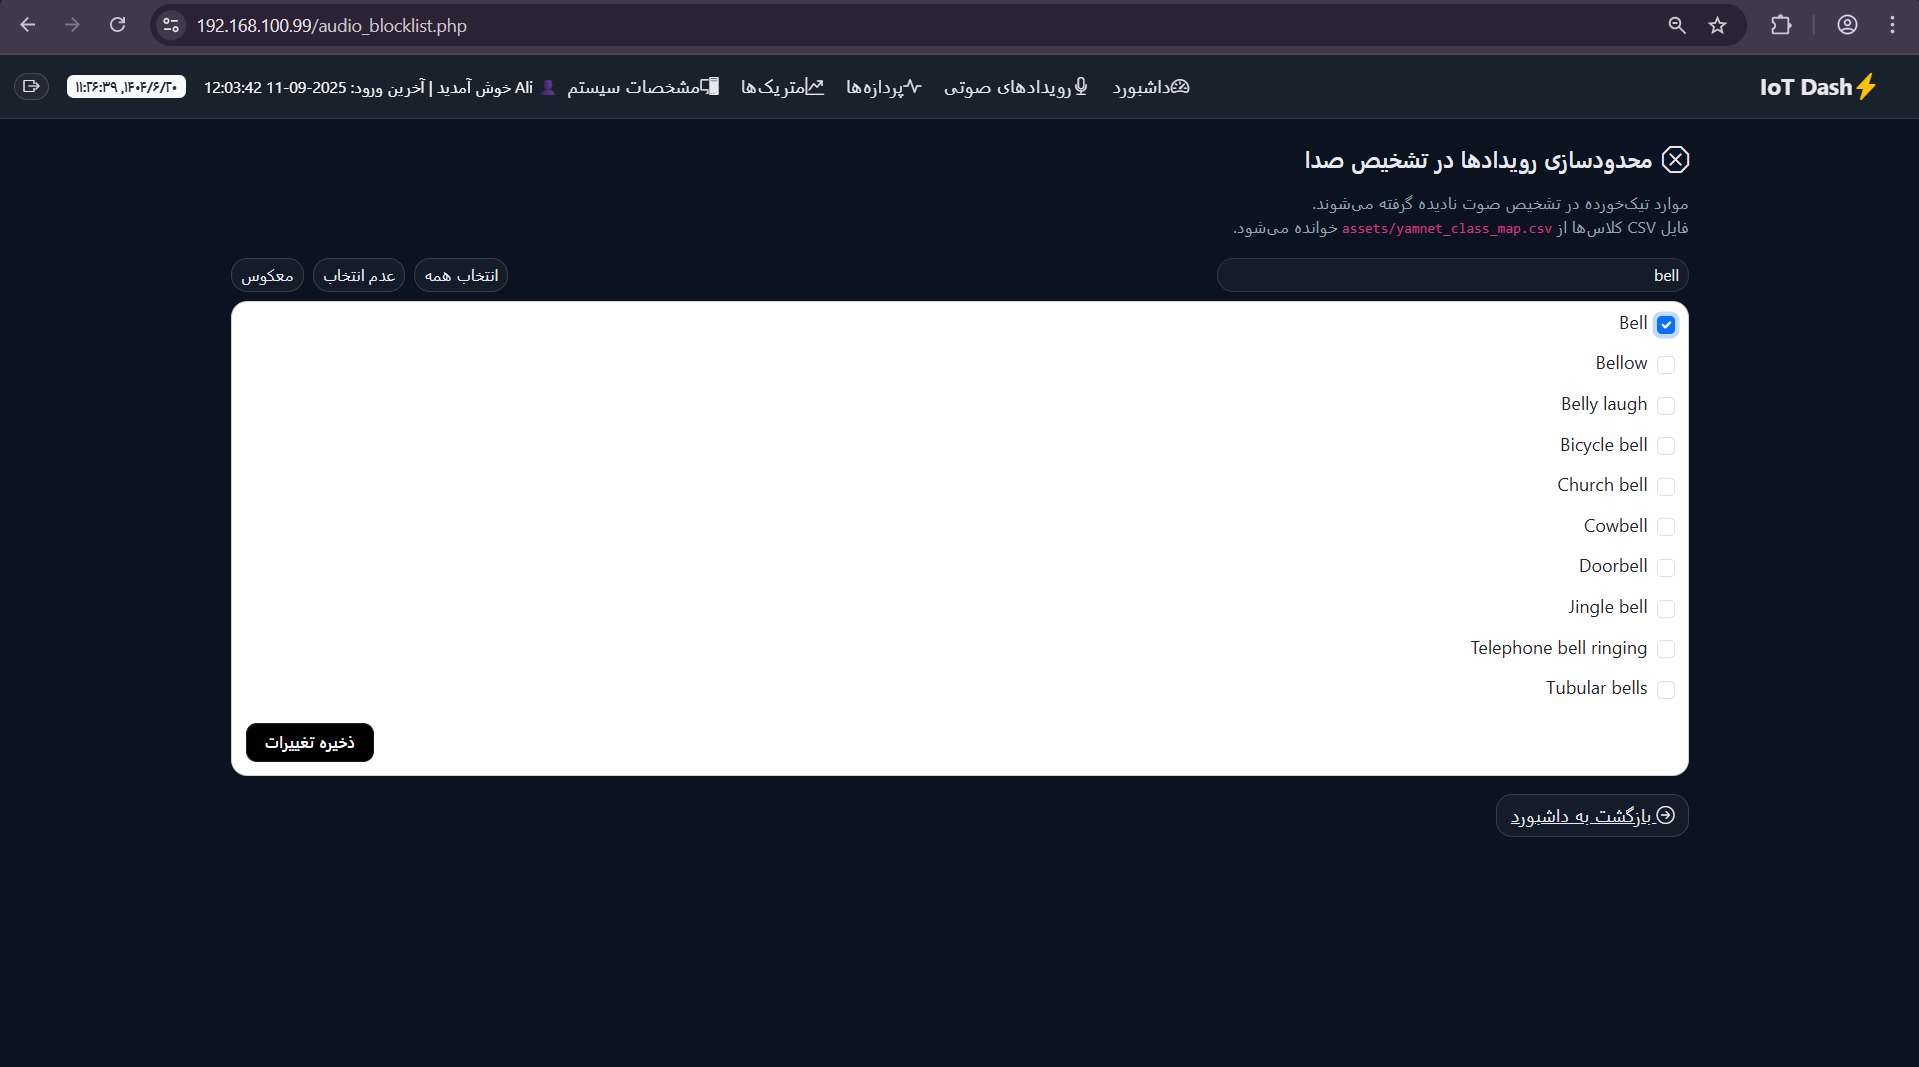 192.168.100.99/audio_blocklist.php
IoT Dash
داشبورد
رویدادهای صوتی
پردازه‌ها
متریک‌ها
مشخصات سیستم
Ali خوش آمدید | آخرین ورود: 2025-09-11 12:03:42
۱۴۰۴/۶/۲۰, ۱۱:۲۶:۳۹
محدودسازی رویدادها در تشخیص صدا
موارد تیک‌خورده در تشخیص صوت نادیده گرفته می‌شوند.
فایل CSV کلاس‌ها از assets/yamnet_class_map.csv خوانده می‌شود.
bell
انتخاب همه
عدم انتخاب
معکوس
Bell
Bellow
Belly laugh
Bicycle bell
Church bell
Cowbell
Doorbell
Jingle bell
Telephone bell ringing
Tubular bells
ذخیره تغییرات
بازگشت به داشبورد